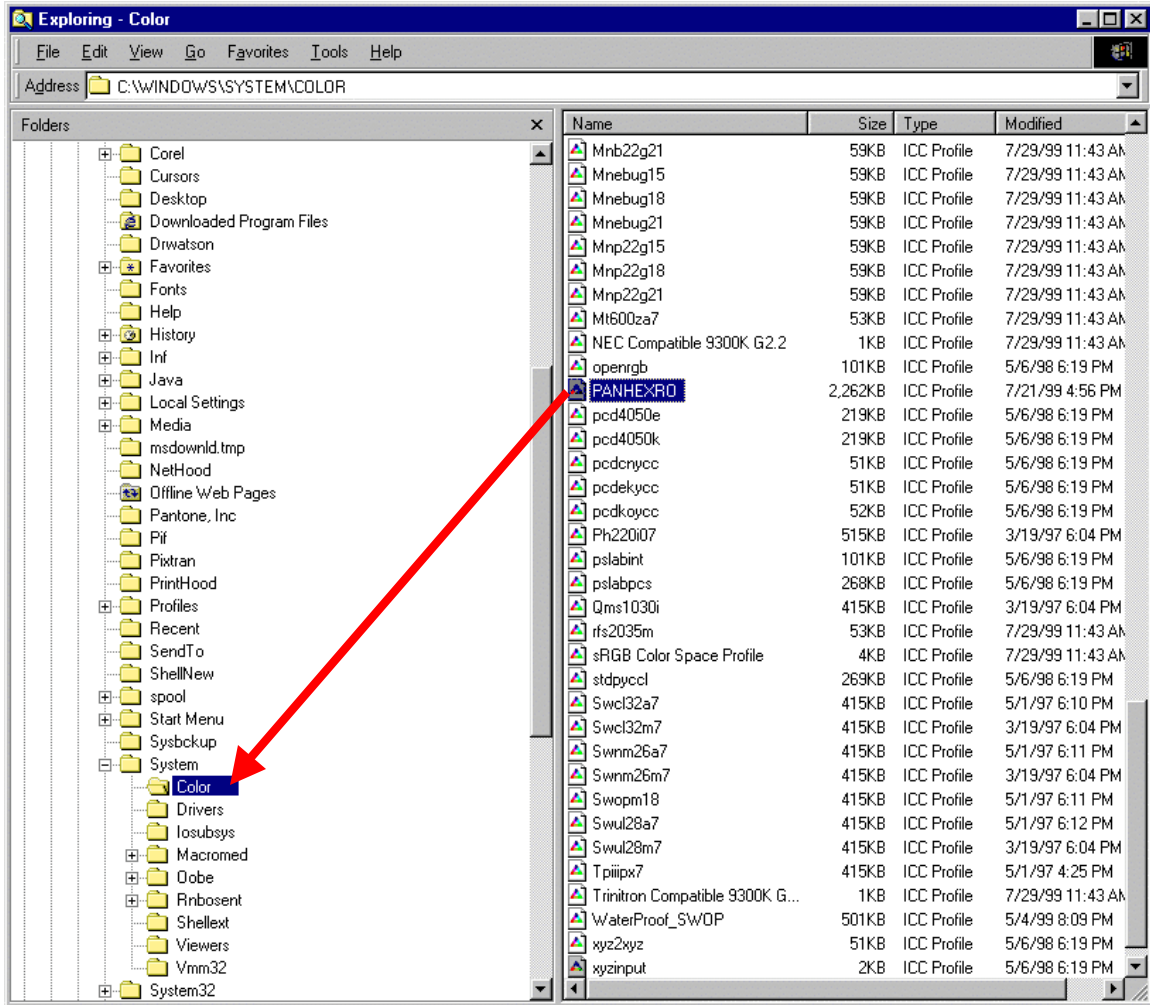 Exploring - Color
File Edit View Go Favorites Tools Help
Address C:\WINDOWS\SYSTEM\COLOR
Folders
Corel
Cursors
Desktop
Downloaded Program Files
Drwatson
Favorites
Fonts
Help
History
Inf
Java
Local Settings
Media
msdownld.tmp
NetHood
Offline Web Pages
Pantone, Inc
Pif
Pixtran
PrintHood
Profiles
Recent
SendTo
ShellNew
spool
Start Menu
Sysbckup
System
Color
Drivers
Iosubsys
Macromed
Oobe
Rnbosent
Shellext
Viewers
Vmm32
System32
Name Size Type Modified
Mnb22g21 59KB ICC Profile 7/29/99 11:43 AM
Mnebug15 59KB ICC Profile 7/29/99 11:43 AM
Mnebug18 59KB ICC Profile 7/29/99 11:43 AM
Mnebug21 59KB ICC Profile 7/29/99 11:43 AM
Mnp22g15 59KB ICC Profile 7/29/99 11:43 AM
Mnp22g18 59KB ICC Profile 7/29/99 11:43 AM
Mnp22g21 59KB ICC Profile 7/29/99 11:43 AM
Mt600za7 53KB ICC Profile 7/29/99 11:43 AM
NEC Compatible 9300K G2.2 1KB ICC Profile 7/29/99 11:43 AM
openrgb 101KB ICC Profile 5/6/98 6:19 PM
PANHEXRO 2,262KB ICC Profile 7/21/99 4:56 PM
pcd4050e 219KB ICC Profile 5/6/98 6:19 PM
pcd4050k 219KB ICC Profile 5/6/98 6:19 PM
pcdcnycc 51KB ICC Profile 5/6/98 6:19 PM
pcdekycc 51KB ICC Profile 5/6/98 6:19 PM
pcdkoycc 52KB ICC Profile 5/6/98 6:19 PM
Ph220i07 515KB ICC Profile 3/19/97 6:04 PM
pslabint 101KB ICC Profile 5/6/98 6:19 PM
pslabpcs 268KB ICC Profile 5/6/98 6:19 PM
Qms1030i 415KB ICC Profile 3/19/97 6:04 PM
rfs2035m 53KB ICC Profile 7/29/99 11:43 AM
sRGB Color Space Profile 4KB ICC Profile 7/29/99 11:43 AM
stdpyccl 269KB ICC Profile 5/6/98 6:19 PM
Swcl32a7 415KB ICC Profile 5/1/97 6:10 PM
Swcl32m7 415KB ICC Profile 3/19/97 6:04 PM
Swnm26a7 415KB ICC Profile 5/1/97 6:11 PM
Swnm26m7 415KB ICC Profile 3/19/97 6:04 PM
Swopm18 415KB ICC Profile 5/1/97 6:11 PM
Swul28a7 415KB ICC Profile 5/1/97 6:12 PM
Swul28m7 415KB ICC Profile 3/19/97 6:04 PM
Tpiiipx7 415KB ICC Profile 5/1/97 4:25 PM
Trinitron Compatible 9300K G... 1KB ICC Profile 7/29/99 11:43 AM
WaterProof_SWOP 501KB ICC Profile 5/4/99 8:09 PM
xyz2xyz 51KB ICC Profile 5/6/98 6:19 PM
xyzinput 2KB ICC Profile 5/6/98 6:19 PM